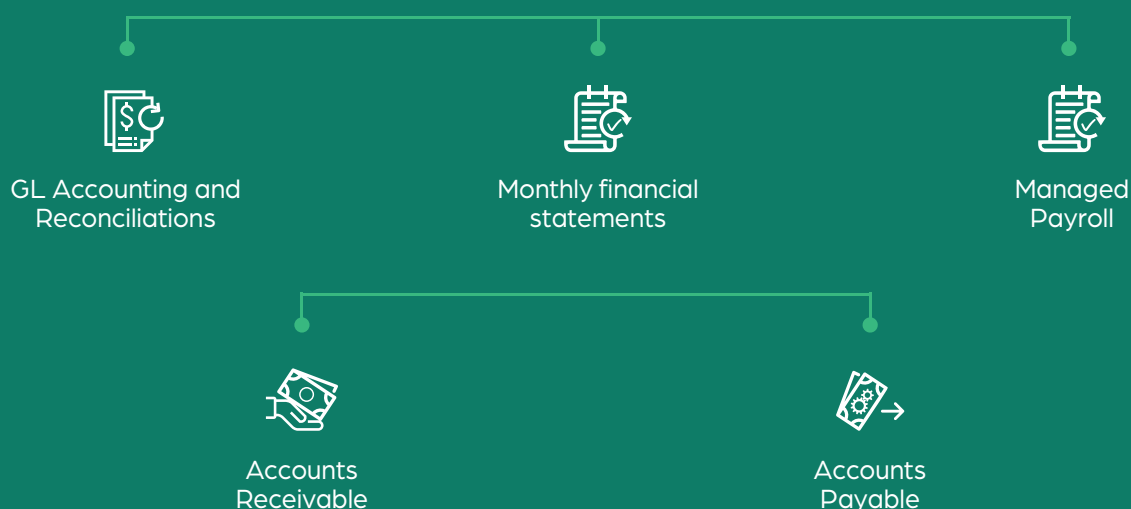 GL Accounting and
Reconciliations
Monthly financial
statements
Managed
Payroll
Accounts
Receivable
Accounts
Payable